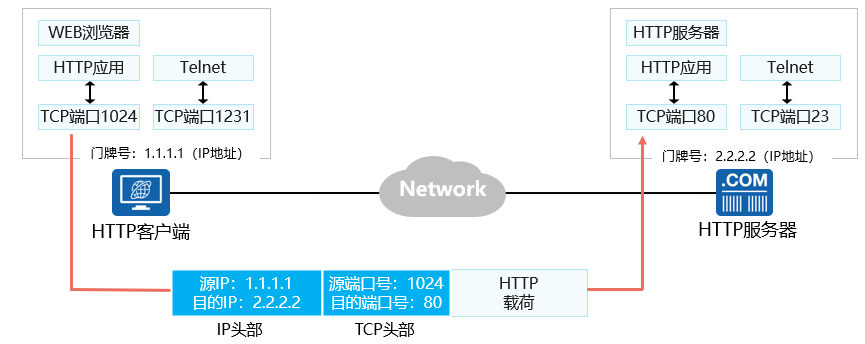 WEB浏览器
HTTP应用
Telnet
TCP端口1024
TCP端口1231
门牌号：1.1.1.1（IP地址）
HTTP客户端
Network
HTTP服务器
HTTP应用
Telnet
TCP端口80
TCP端口23
门牌号：2.2.2.2（IP地址）
.COM
HTTP服务器
源IP：1.1.1.1
目的IP：2.2.2.2
IP头部
源端口号：1024
目的端口号：80
TCP头部
HTTP
载荷